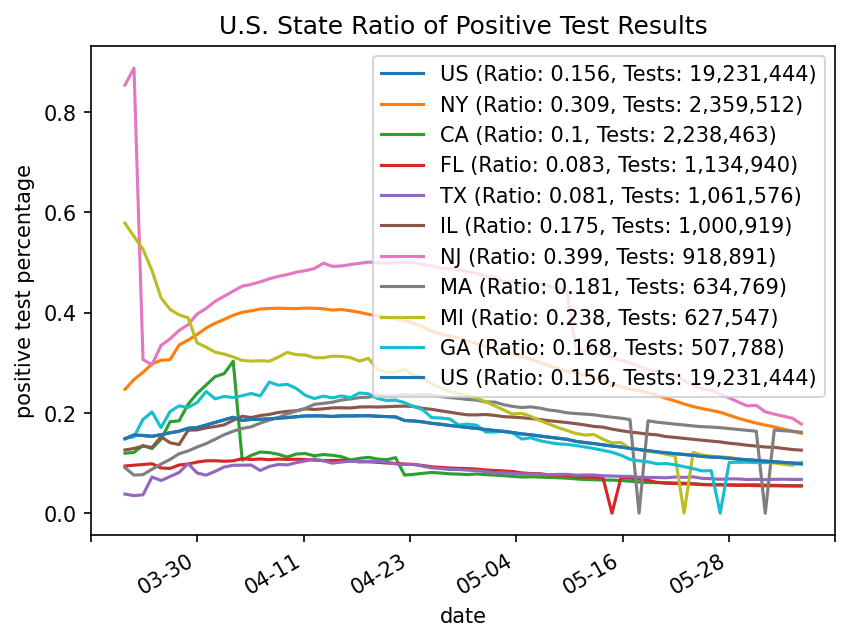 U.S. State Ratio of Positive Test Results
US (Ratio: 0.156, Tests: 19,231,444)
NY (Ratio: 0.309, Tests: 2,359,512)
CA (Ratio: 0.1, Tests: 2,238,463)
FL (Ratio: 0.083, Tests: 1,134,940)
TX (Ratio: 0.081, Tests: 1,061,576)
IL (Ratio: 0.175, Tests: 1,000,919)
NJ (Ratio: 0.399, Tests: 918,891)
MA (Ratio: 0.181, Tests: 634,769)
MI (Ratio: 0.238, Tests: 627,547)
GA (Ratio: 0.168, Tests: 507,788)
US (Ratio: 0.156, Tests: 19,231,444)
positive test percentage
0.8
0.6
0.4
0.2
0.0
03-30
04-11
04-23
05-04
05-16
05-28
date